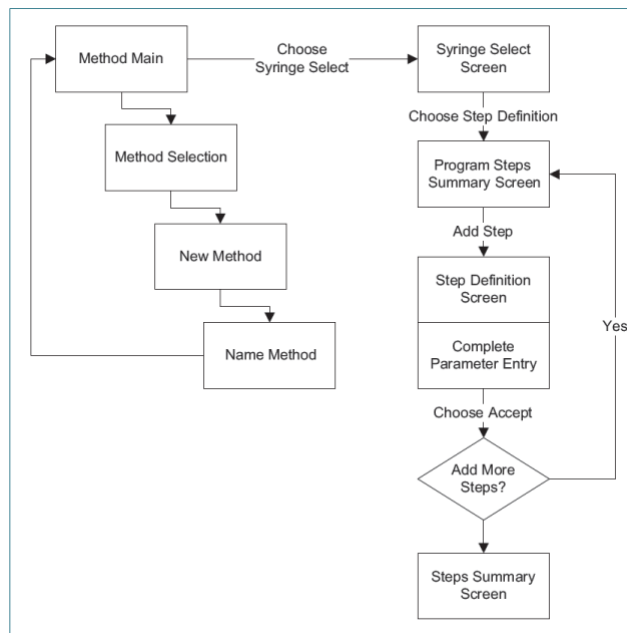 Method Main
Choose
Syringe Select
Syringe Select
Screen
Choose Step Definition
Method Selection
Program Steps
Summary Screen
Add Step
New Method
Step Definition
Screen
Yes
Name Method
Complete
Parameter Entry
Choose Accept
Add More
Steps?
Steps Summary
Screen